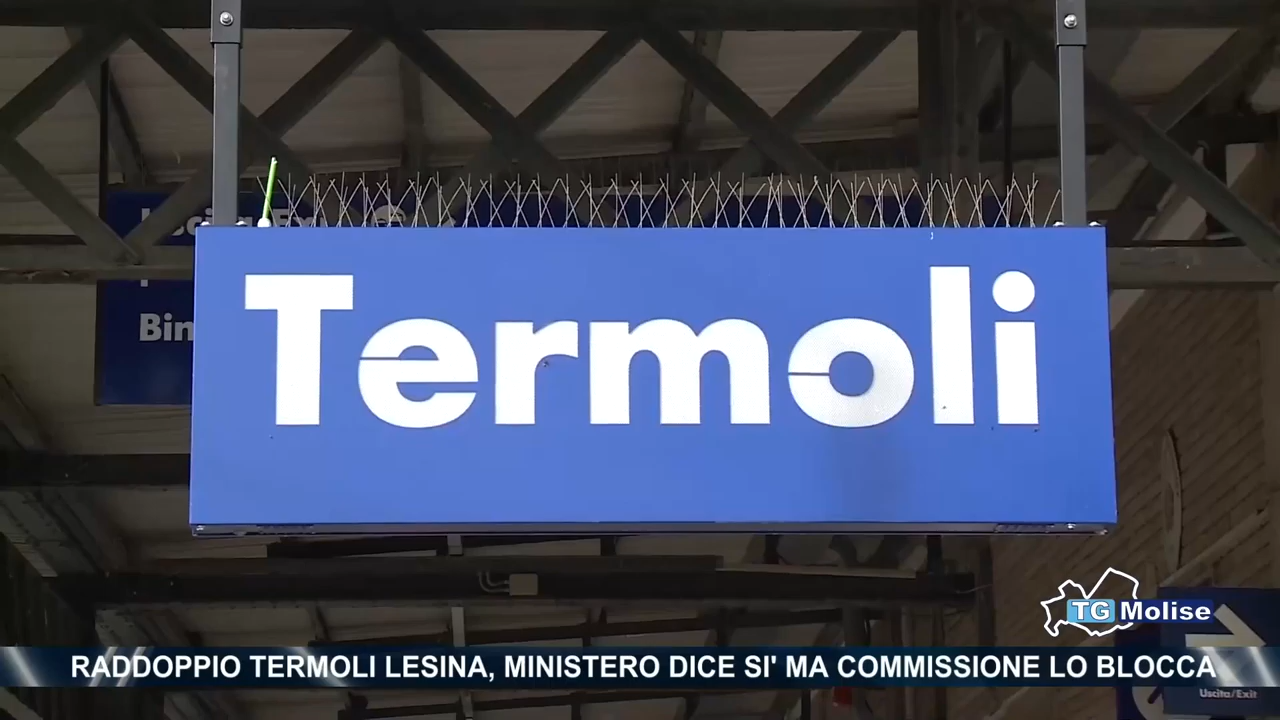 Termoli
Bin
TG Molise
RADDOPPIO TERMOLI LESINA, MINISTERO DICE SI' MA COMMISSIONE LO BLOCCA
Uscita/Exit